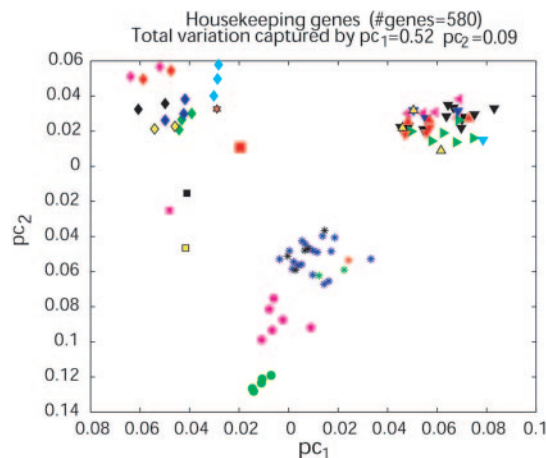 Housekeeping genes (#genes=580)
Total variation captured by pc1=0.52 pc2=0.09
0.06
0.04
0.02
0
0.02
0.04
0.06
0.08
0.1
0.12
0.14
pc2
0.08 0.06 0.04 0.02 0 0.02 0.04 0.06 0.08 0.1
pc1